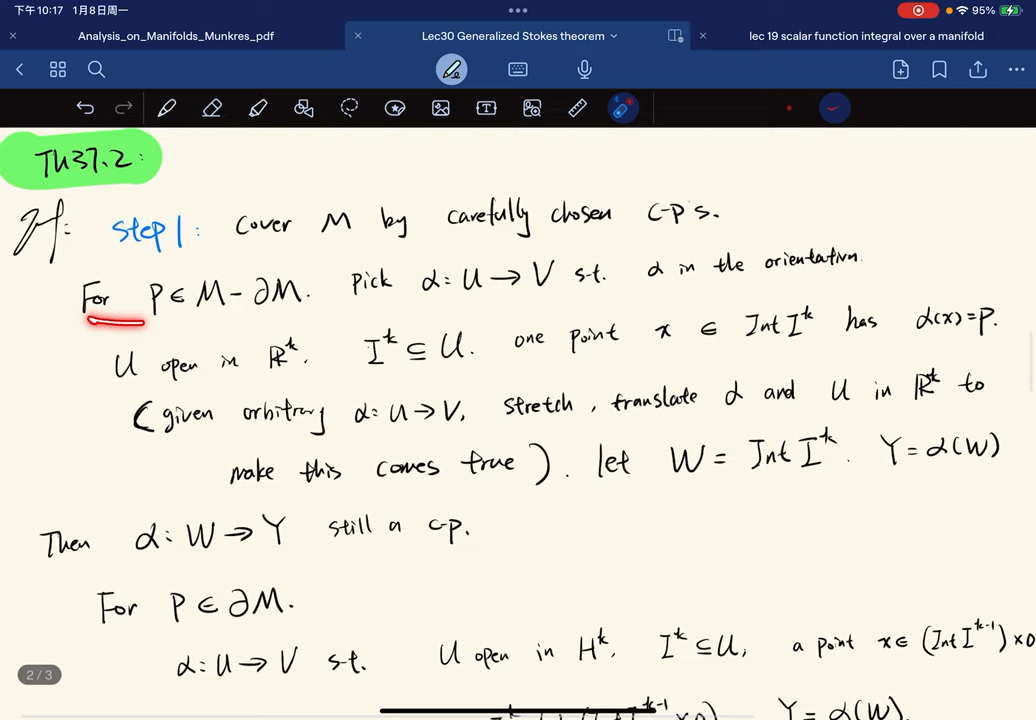 下午10:17 1月8日周一
95%
Analysis_on_Manifolds_Munkres_pdf
Lec30 Generalized Stokes theorem
lec 19 scalar function integral over a manifold
Th37.2:
Pf: Step 1: Cover M by carefully chosen c-p's.
For P ∈ M - ∂M. Pick α: U → V s.t. α in the orientation.
U open in ℝ^k. I^k ⊆ U. one point x ∈ Int I^k has α(x)=P.
(given arbitrary α: U → V, stretch, translate α and U in ℝ^k to
make this comes true). let W = Int I^k. Y = α(W)
Then α: W → Y still a c-p.
For P ∈ ∂M.
α: U → V s.t. U open in H^k, I^k ⊆ U, a point x ∈ (Int I^k-1) × 0
2/3
Y = α(W)